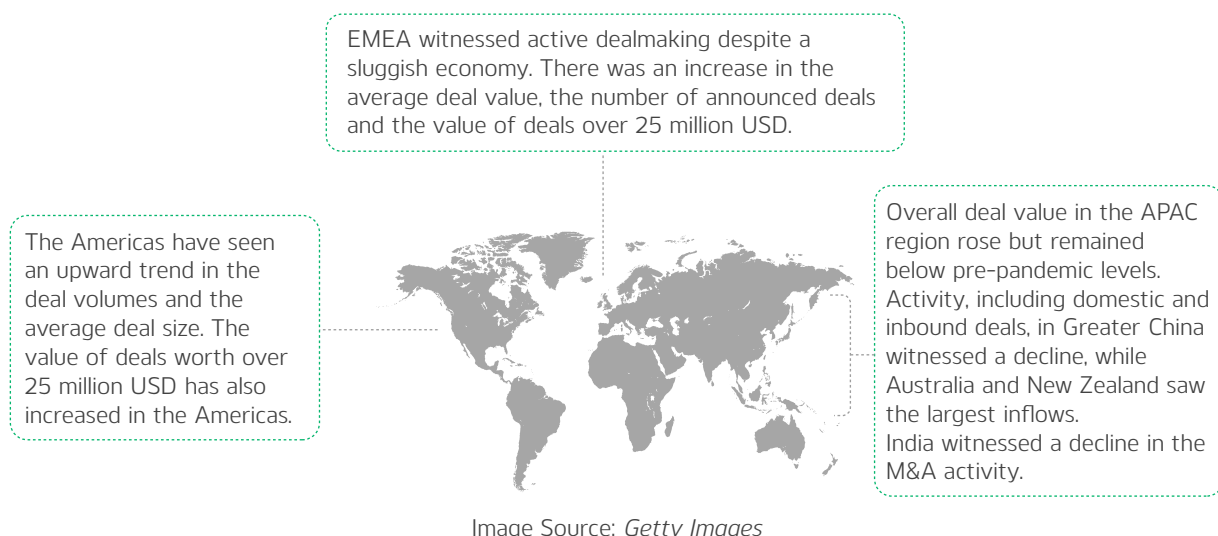 EMEA witnessed active dealmaking despite a
sluggish economy. There was an increase in the
average deal value, the number of announced deals
and the value of deals over 25 million USD.
The Americas have seen
an upward trend in the
deal volumes and the
average deal size. The
value of deals worth over
25 million USD has also
increased in the Americas.
Overall deal value in the APAC
region rose but remained
below pre-pandemic levels.
Activity, including domestic and
inbound deals, in Greater China
witnessed a decline, while
Australia and New Zealand saw
the largest inflows.
India witnessed a decline in the
M&A activity.
Image Source: Getty Images